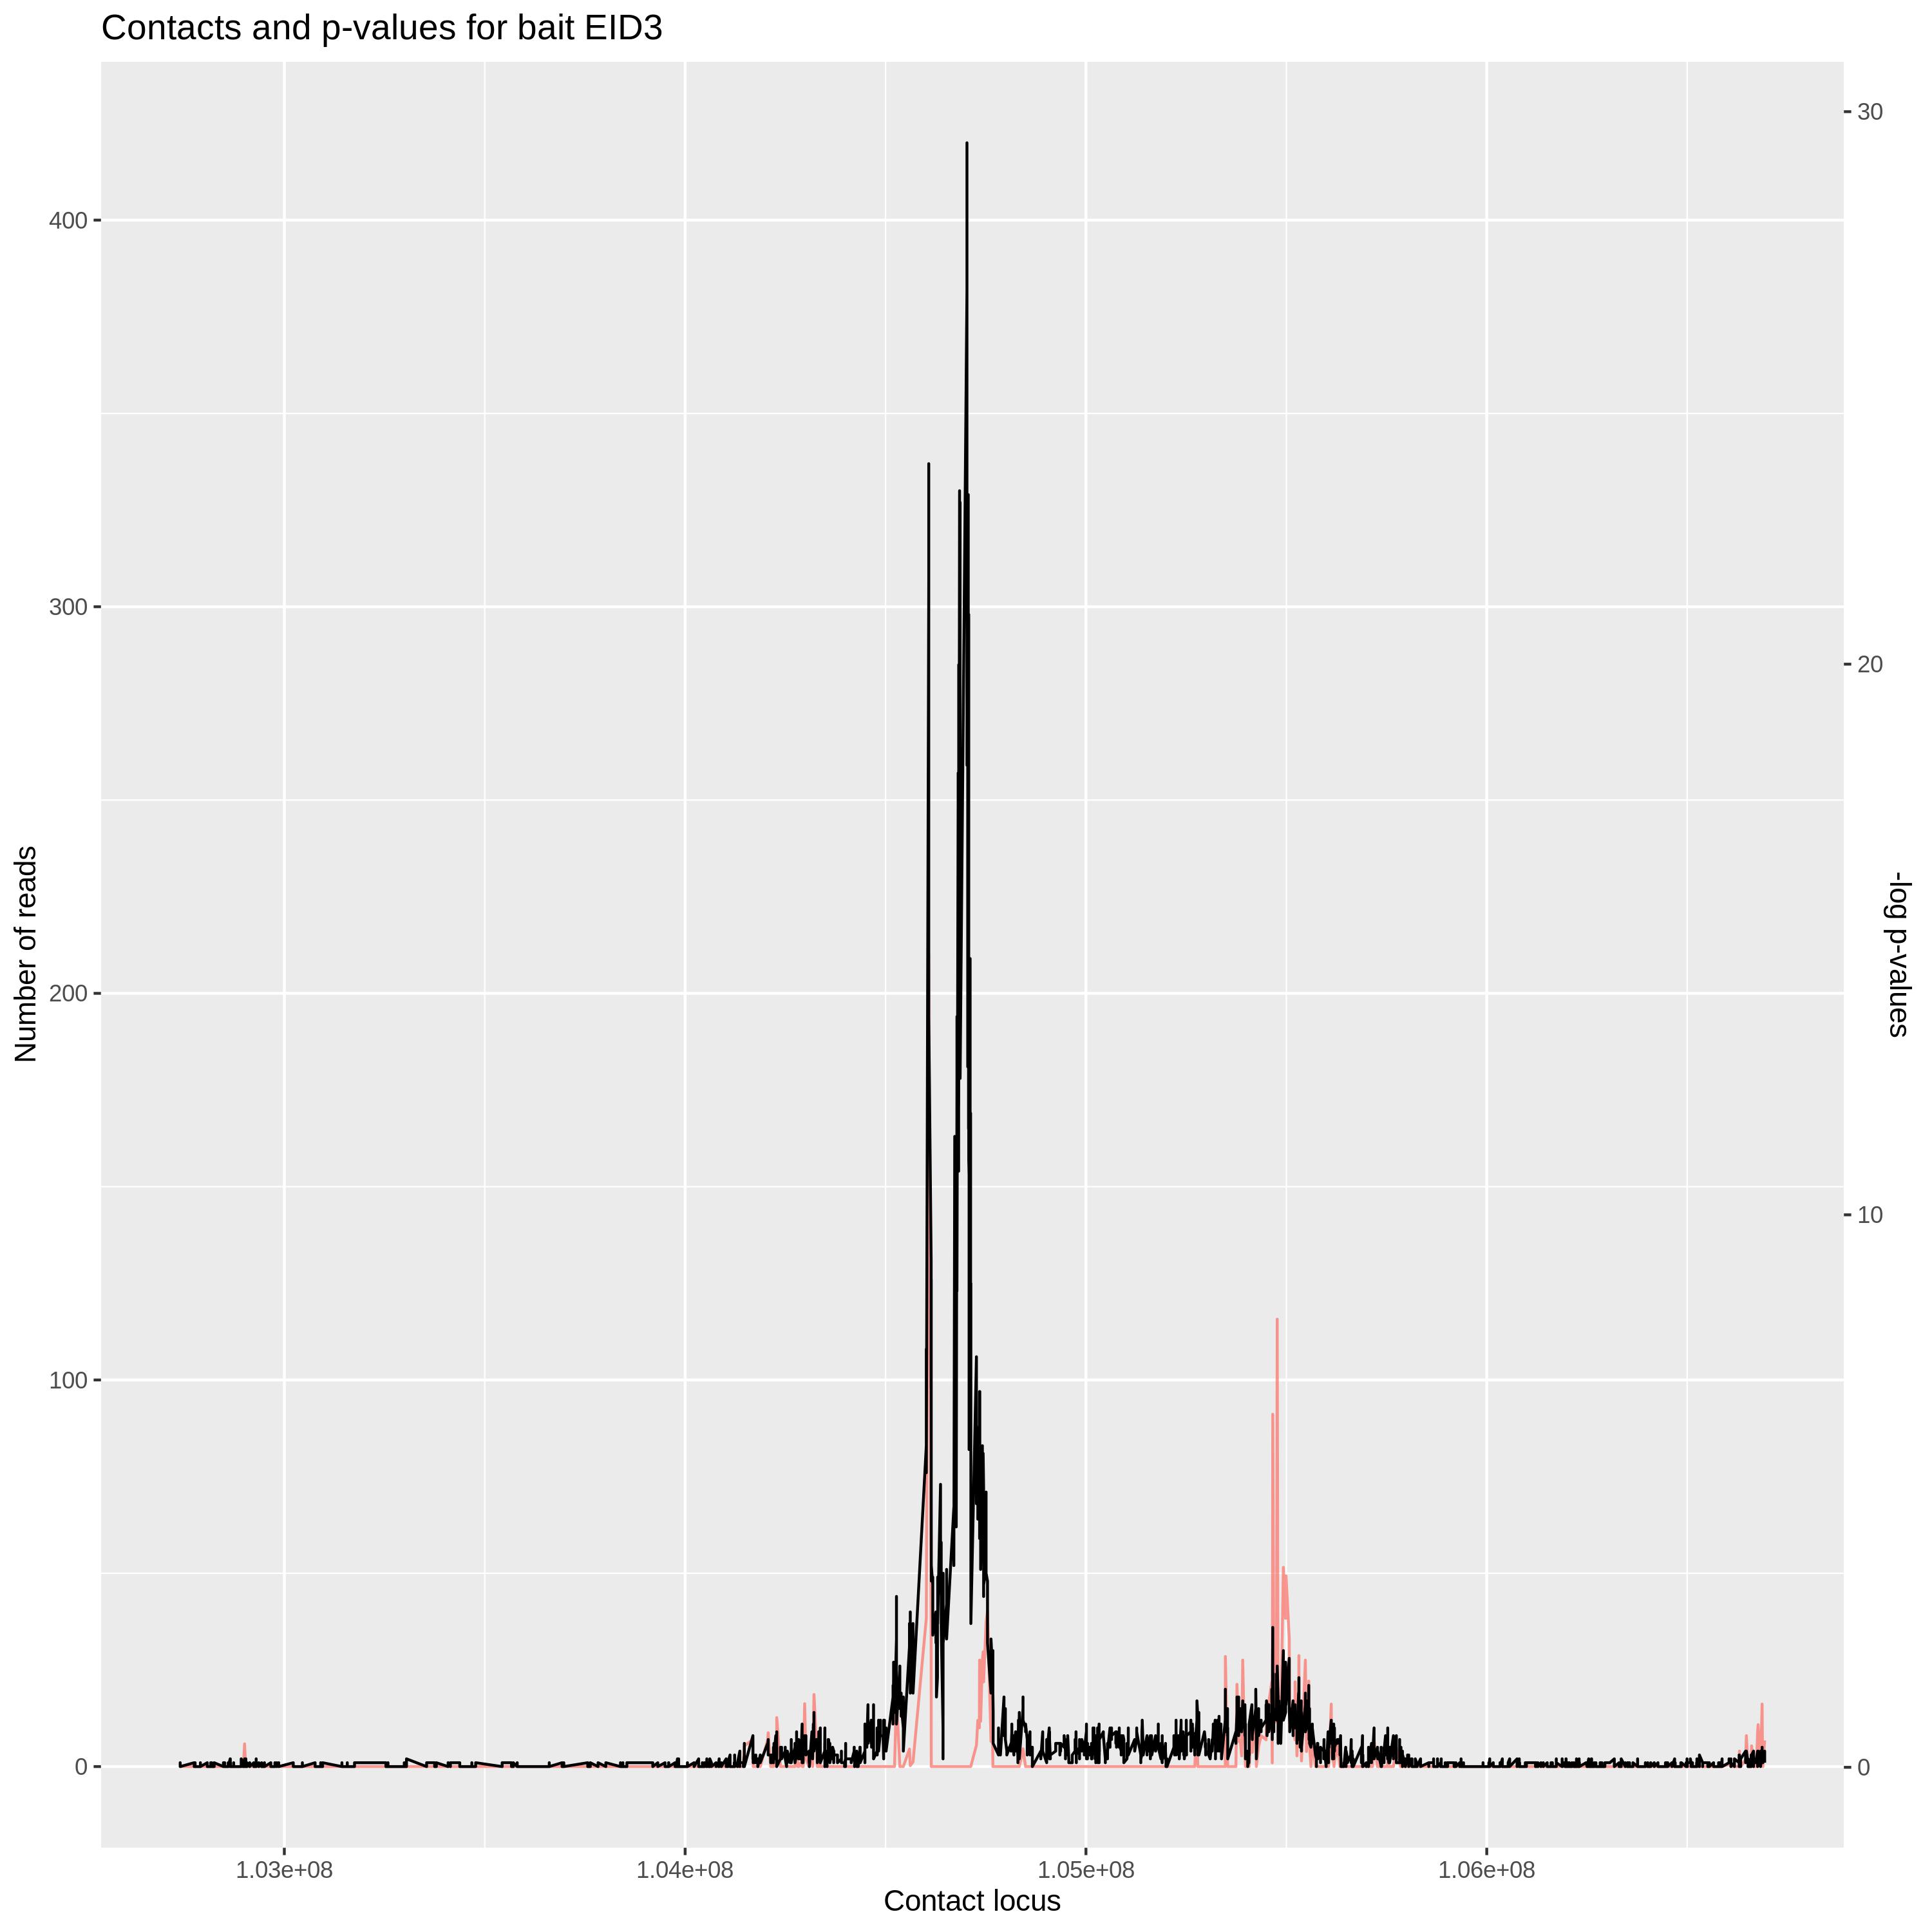 Contacts and p-values for bait EID3
400
300
200
100
0
Number of reads
30
20
10
0
-log p-values
1.03e+08
1.04e+08
1.05e+08
1.06e+08
Contact locus